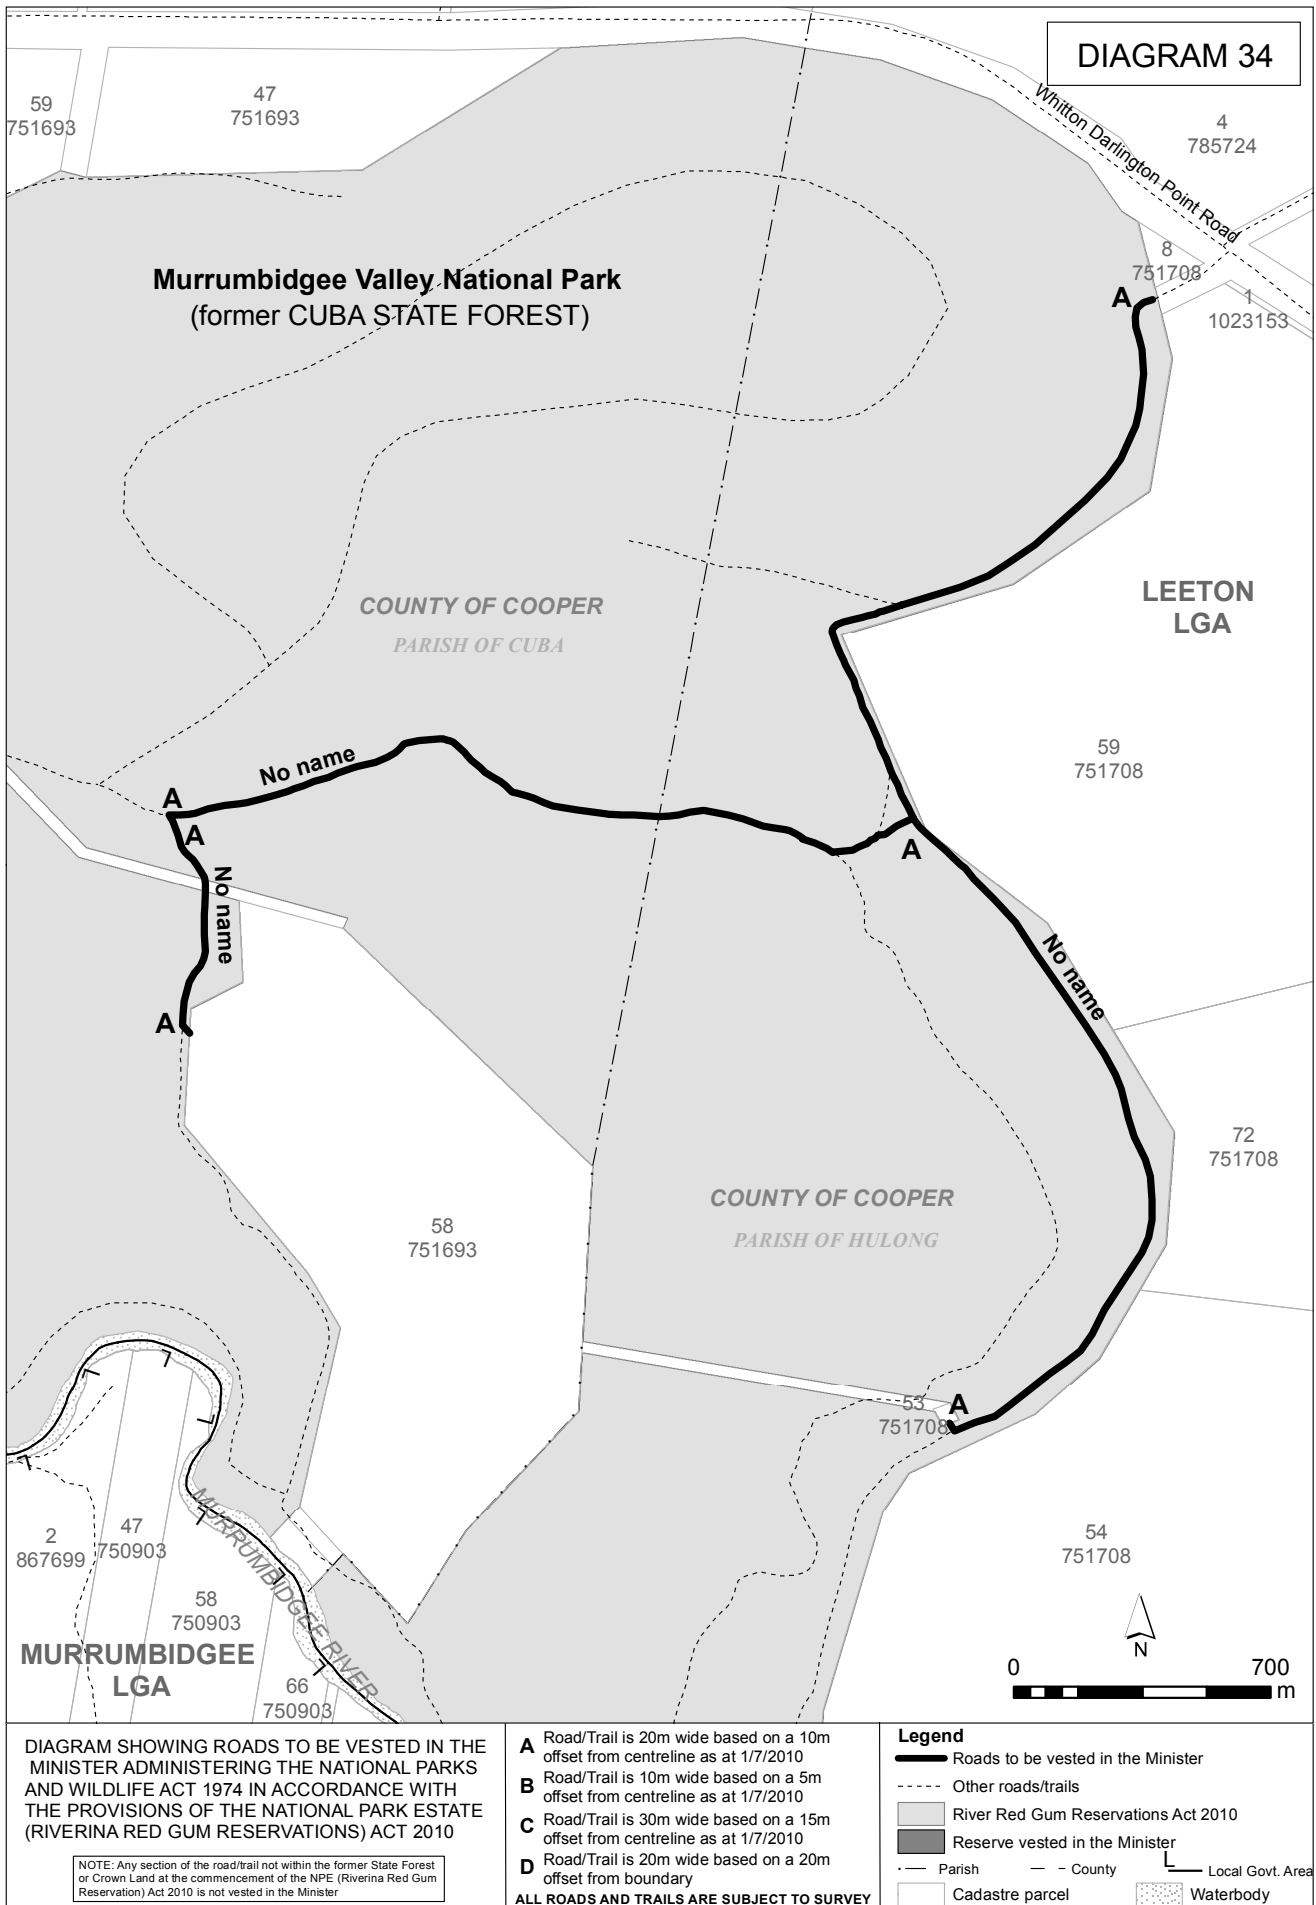 DIAGRAM 34
59
751693
47
751693
Whitton Darlington Point Road
4
785724
8
751708
1
1023153
A
Murrumbidgee Valley National Park
(former CUBA STATE FOREST)
COUNTY OF COOPER
PARISH OF CUBA
LEETON
LGA
59
751708
No name
A
A
A
No name
No name
A
72
751708
COUNTY OF COOPER
PARISH OF HULONG
58
751693
53
751708
A
54
751708
2
867699
47
750903
58
750903
66
750903
MURRUMBIDGEE RIVER
MURRUMBIDGEE
LGA
N
0 700
m
DIAGRAM SHOWING ROADS TO BE VESTED IN THE
MINISTER ADMINISTERING THE NATIONAL PARKS
AND WILDLIFE ACT 1974 IN ACCORDANCE WITH
THE PROVISIONS OF THE NATIONAL PARK ESTATE
(RIVERINA RED GUM RESERVATIONS) ACT 2010
NOTE: Any section of the road/trail not within the former State Forest
or Crown Land at the commencement of the NPE (Riverina Red Gum
Reservation) Act 2010 is not vested in the Minister
A Road/Trail is 20m wide based on a 10m
offset from centreline as at 1/7/2010
B Road/Trail is 10m wide based on a 5m
offset from centreline as at 1/7/2010
C Road/Trail is 30m wide based on a 15m
offset from centreline as at 1/7/2010
D Road/Trail is 20m wide based on a 20m
offset from boundary
ALL ROADS AND TRAILS ARE SUBJECT TO SURVEY
Legend
Roads to be vested in the Minister
Other roads/trails
River Red Gum Reservations Act 2010
Reserve vested in the Minister
Parish County Local Govt. Area
Cadastre parcel Waterbody